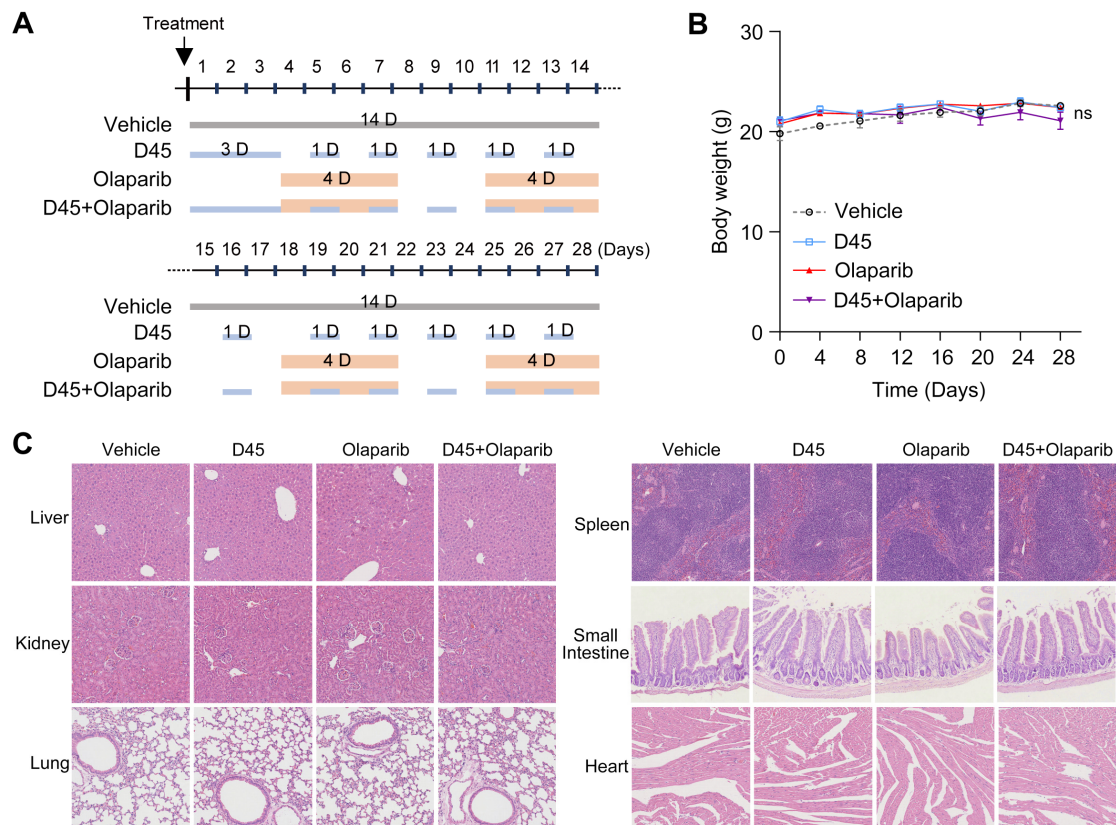 A
Treatment
1 2 3 4 5 6 7 8 9 10 11 12 13 14
Vehicle 14 D
D45 3 D 1 D 1 D 1 D 1 D 1 D
Olaparib 4 D 4 D
D45+Olaparib
15 16 17 18 19 20 21 22 23 24 25 26 27 28 (Days)
Vehicle 14 D
D45 1 D 1 D 1 D 1 D 1 D 1 D
Olaparib 4 D 4 D
D45+Olaparib
B
Body weight (g)
30
20
10
0
ns
Vehicle
D45
Olaparib
D45+Olaparib
0 4 8 12 16 20 24 28
Time (Days)
C
Vehicle D45 Olaparib D45+Olaparib
Liver
Kidney
Lung
Vehicle D45 Olaparib D45+Olaparib
Spleen
Small
Intestine
Heart